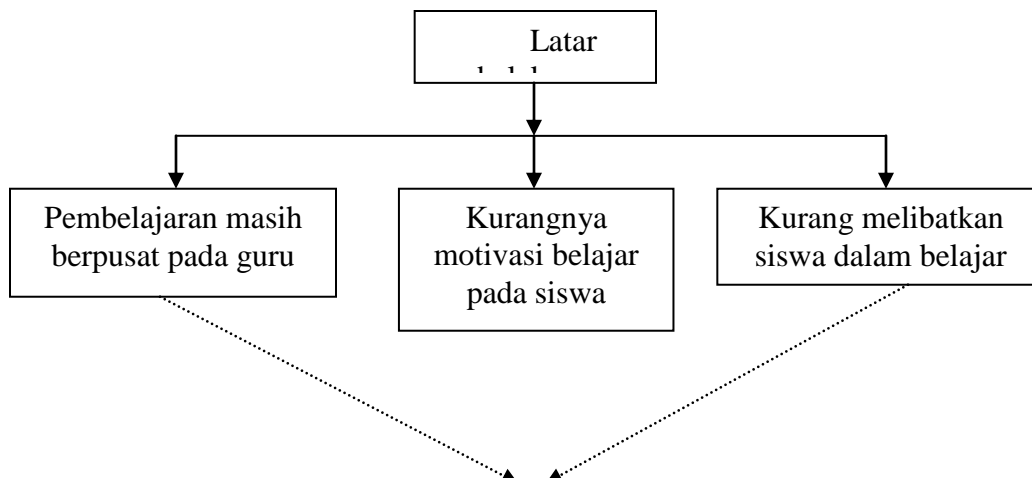 Latar
Pembelajaran masih
berpusat pada guru
Kurangnya
motivasi belajar
pada siswa
Kurang melibatkan
siswa dalam belajar